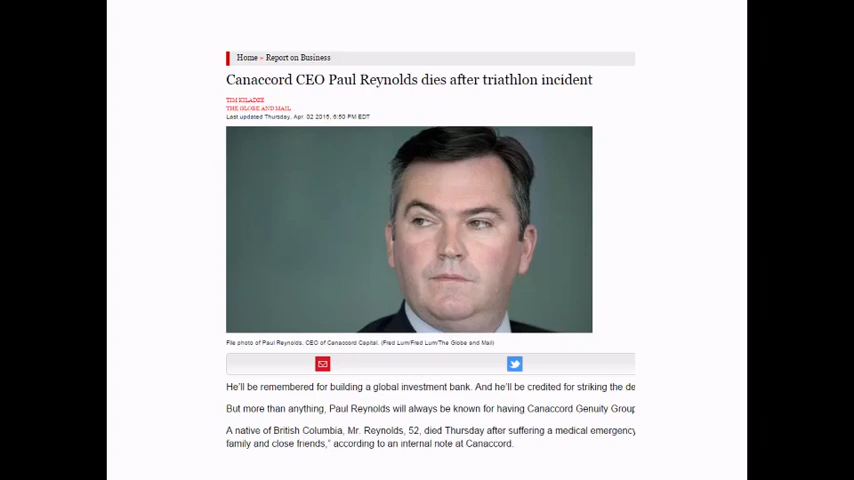 Home » Report on Business
Canaccord CEO Paul Reynolds dies after triathlon incident
TIM KILADZE
THE GLOBE AND MAIL
Last updated Thursday, Apr. 02 2015, 6:50 PM EDT
File photo of Paul Reynolds, CEO of Canaccord Capital. (Fred Lum/Fred Lum/The Globe and Mail)
He'll be remembered for building a global investment bank. And he'll be credited for striking the de
But more than anything, Paul Reynolds will always be known for having Canaccord Genuity Group
A native of British Columbia, Mr. Reynolds, 52, died Thursday after suffering a medical emergency
family and close friends," according to an internal note at Canaccord.